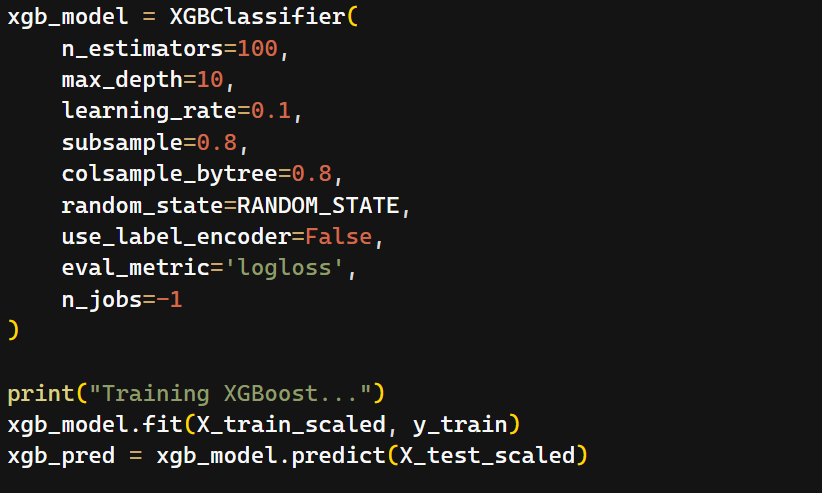 xgb_model = XGBClassifier(
    n_estimators=100,
    max_depth=10,
    learning_rate=0.1,
    subsample=0.8,
    colsample_bytree=0.8,
    random_state=RANDOM_STATE,
    use_label_encoder=False,
    eval_metric='logloss',
    n_jobs=-1
)

print("Training XGBoost...")
xgb_model.fit(X_train_scaled, y_train)
xgb_pred = xgb_model.predict(X_test_scaled)